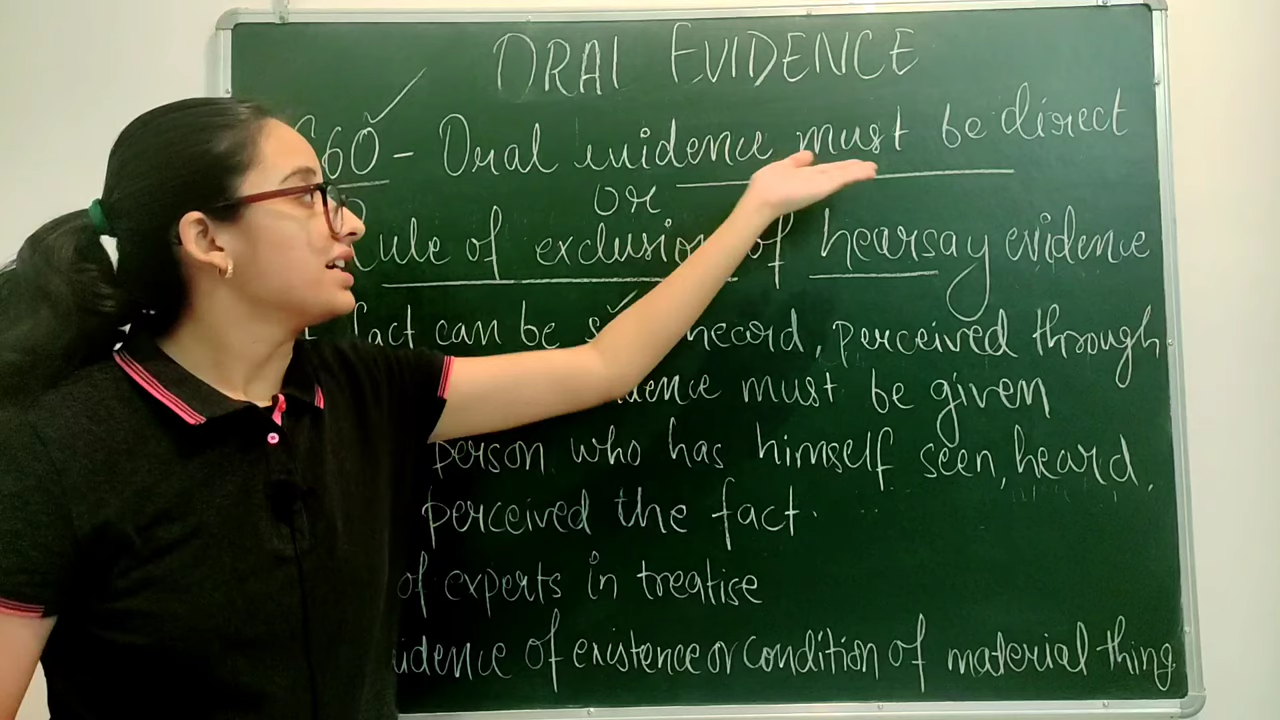 ORAL EVIDENCE
60 - Oral evidence must be direct
or
Rule of exclusion of hearsay evidence
fact can be heard, perceived through
must be given
person who has himself seen, heard,
perceived the fact.
of experts in treatise
of existence or condition of material thing